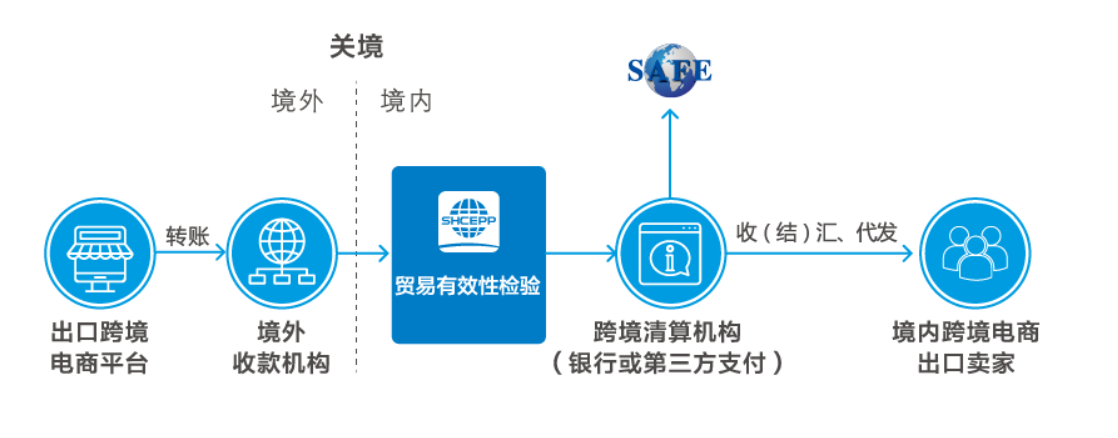 关境
境外
境内
SAFE
SHCEPP
转账
贸易有效性检验
收（结）汇、代发
出口跨境
电商平台
境外
收款机构
跨境清算机构
（银行或第三方支付）
境内跨境电商
出口卖家